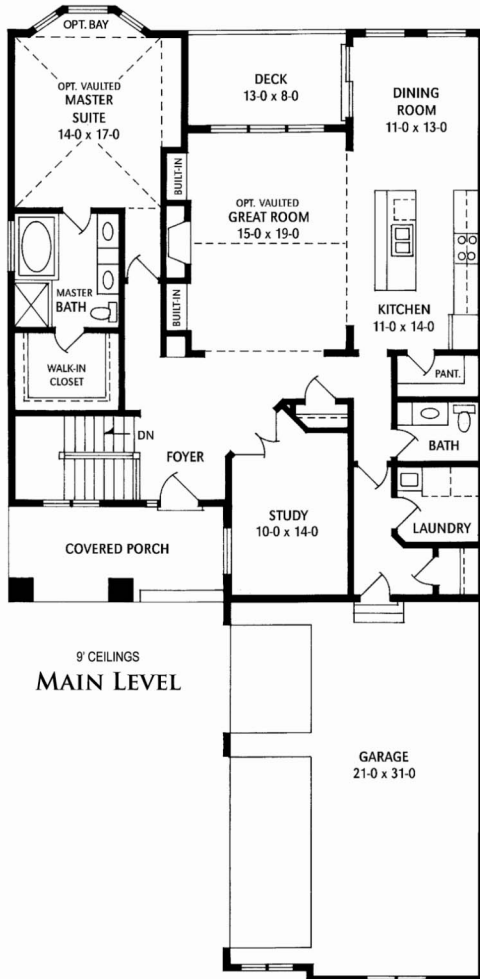 OPT. BAY
OPT. VAULTED
MASTER
SUITE
14-0 x 17-0
DECK
13-0 x 8-0
DINING
ROOM
11-0 x 13-0
BUILT-IN
OPT. VAULTED
GREAT ROOM
15-0 x 19-0
MASTER
BATH
BUILT-IN
KITCHEN
11-0 x 14-0
WALK-IN
CLOSET
PANT.
DN
FOYER
BATH
STUDY
10-0 x 14-0
LAUNDRY
COVERED PORCH
9' CEILINGS
MAIN LEVEL
GARAGE
21-0 x 31-0